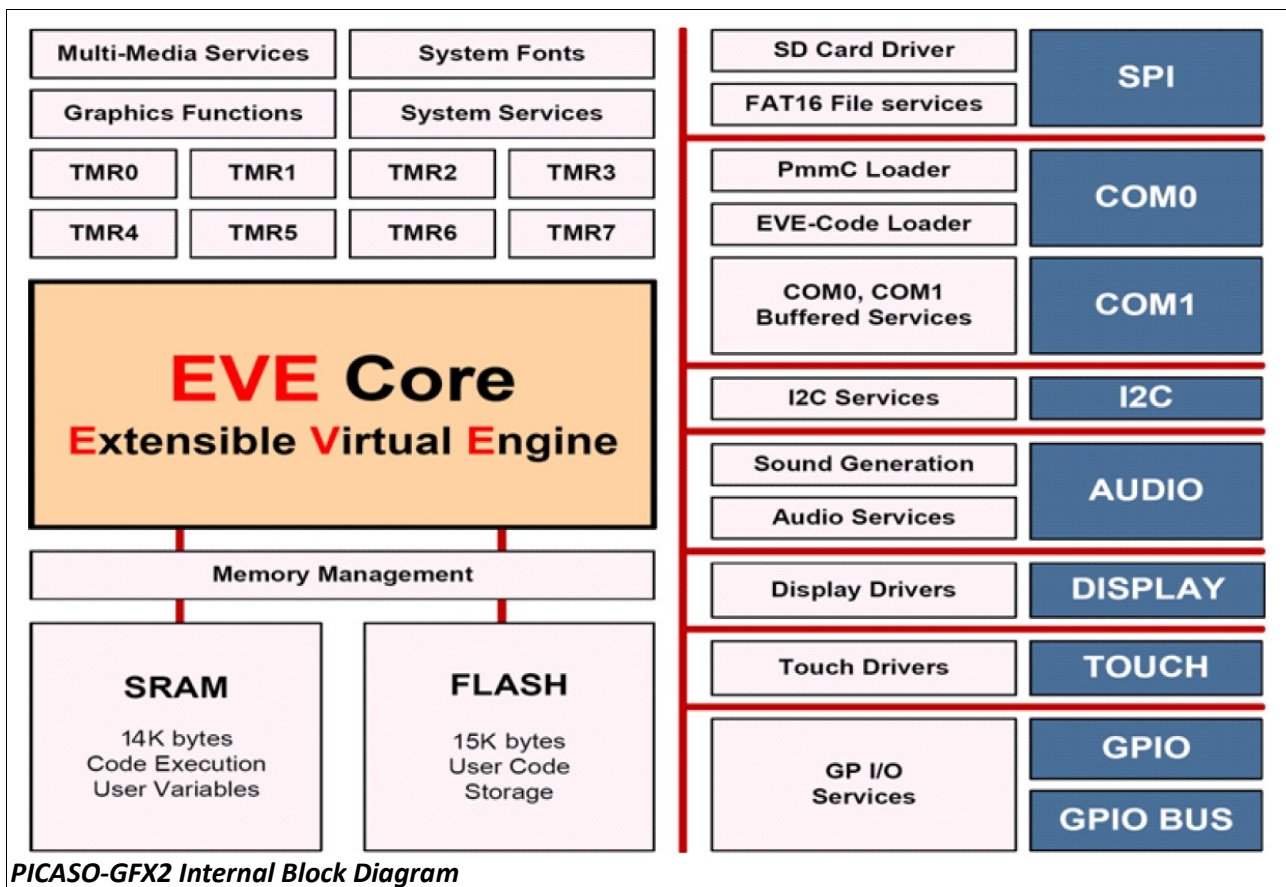 Multi-Media Services
System Fonts
Graphics Functions
System Services
TMR0
TMR1
TMR2
TMR3
TMR4
TMR5
TMR6
TMR7
EVE Core
Extensible Virtual Engine
Memory Management
SRAM
14K bytes
Code Execution
User Variables
FLASH
15K bytes
User Code
Storage
SD Card Driver
FAT16 File services
SPI
PmmC Loader
EVE-Code Loader
COM0
COM0, COM1
Buffered Services
COM1
I2C Services
I2C
Sound Generation
Audio Services
AUDIO
Display Drivers
DISPLAY
Touch Drivers
TOUCH
GP I/O
Services
GPIO
GPIO BUS
PICASO-GFX2 Internal Block Diagram